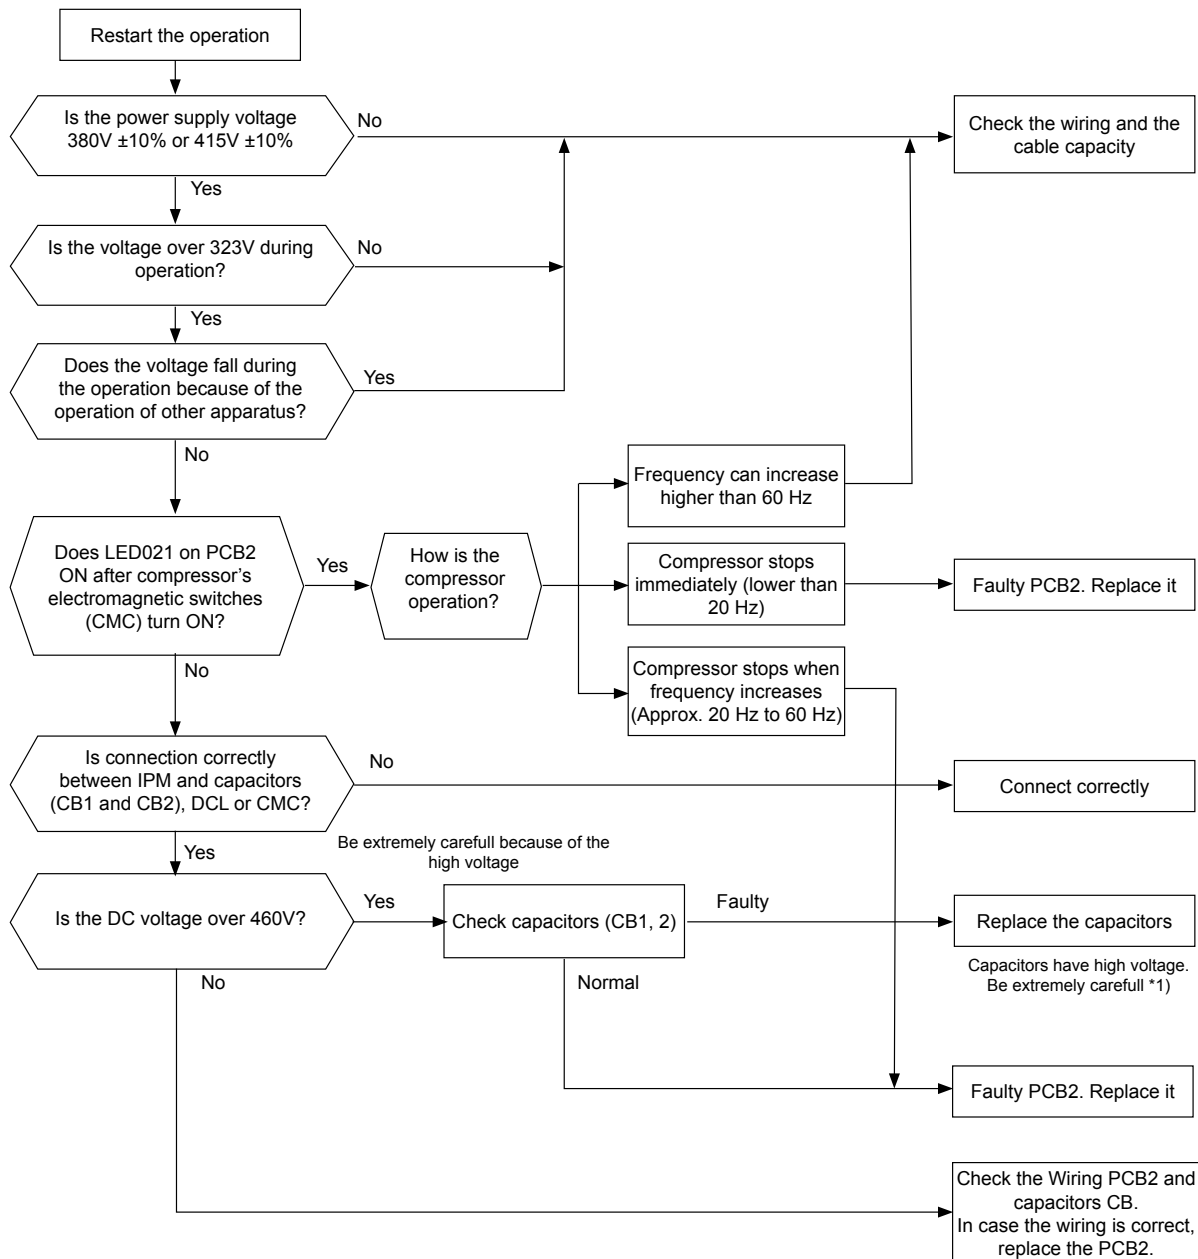 Restart the operation
Is the power supply voltage
380V ±10% or 415V ±10%
No
Check the wiring and the
cable capacity
Yes
Is the voltage over 323V during
operation?
No
Yes
Does the voltage fall during
the operation because of the
operation of other apparatus?
Yes
No
Frequency can increase
higher than 60 Hz
Does LED021 on PCB2
ON after compressor’s
electromagnetic switches
(CMC) turn ON?
Yes
How is the
compressor
operation?
Compressor stops
immediately (lower than
20 Hz)
Faulty PCB2. Replace it
No
Compressor stops when
frequency increases
(Approx. 20 Hz to 60 Hz)
Is connection correctly
between IPM and capacitors
(CB1 and CB2), DCL or CMC?
No
Connect correctly
Yes
Be extremely carefull because of the
high voltage
Is the DC voltage over 460V?
Yes
Check capacitors (CB1, 2)
Faulty
Replace the capacitors
Capacitors have high voltage.
Be extremely carefull *1)
No
Normal
Faulty PCB2. Replace it
Check the Wiring PCB2 and
capacitors CB.
In case the wiring is correct,
replace the PCB2.